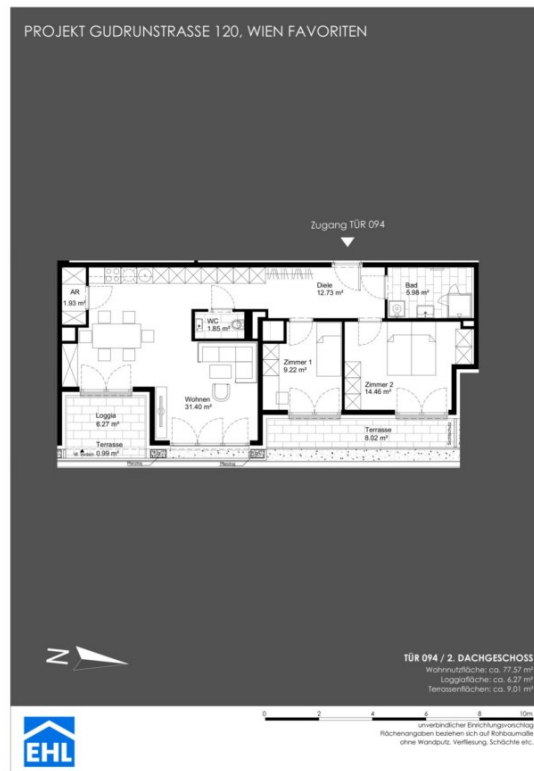 PROJEKT GUDRUNSTRASSE 120, WIEN FAVORITEN
Zugang TÜR 094
AR
1.93 m²
Diele
12.73 m²
Bad
5.98 m²
WC
1.85 m²
Zimmer 1
9.22 m²
Zimmer 2
14.46 m²
Wohnen
31.40 m²
Loggia
6.27 m²
Terrasse
0.99 m²
Terrasse
8.02 m²
N
TÜR 094 / 2. DACHGESCHOSS
Wohnnutzfläche: ca. 77.57 m²
Loggiafläche: ca. 6.27 m²
Terrassenflächen: ca. 9.01 m²
0 2 4 6 8 10m
unverbindlicher Einrichtungsvorschlag
Flächenangaben beziehen sich auf Rohbaumaße
ohne Wandputz, Verfliesung, Schächte etc.
EHL